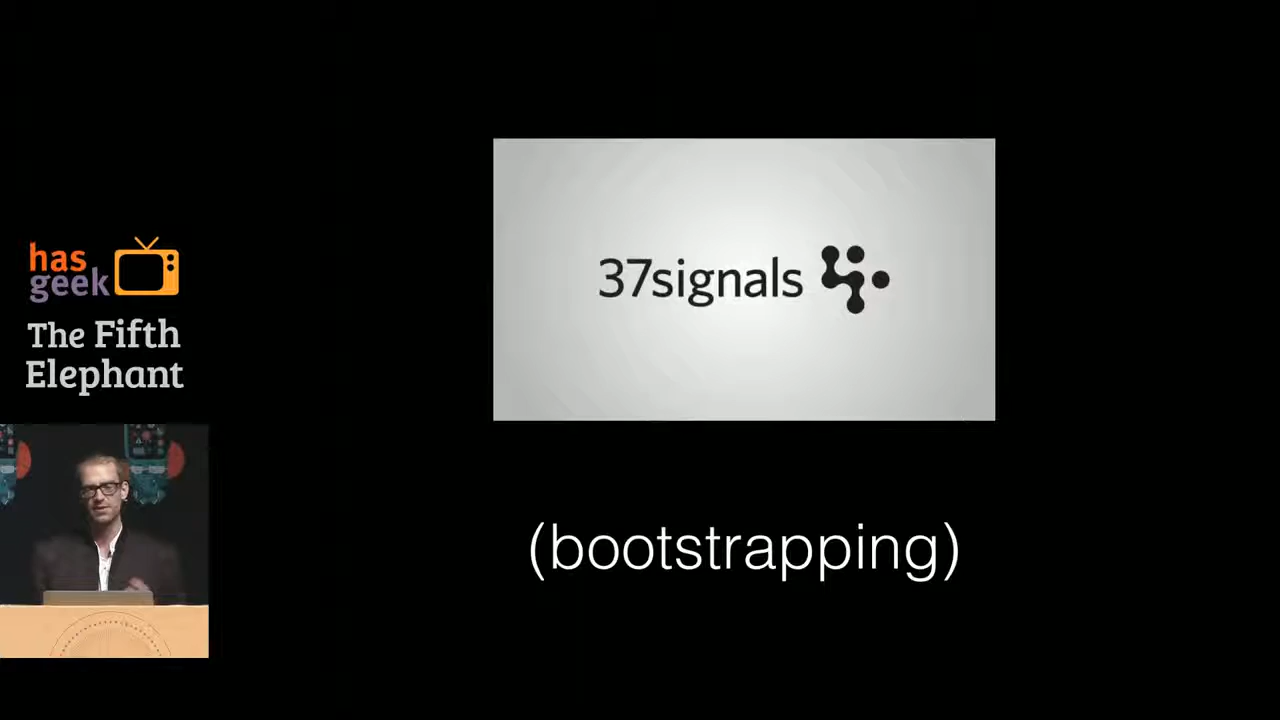 has
geek
The Fifth
Elephant
37signals
(bootstrapping)